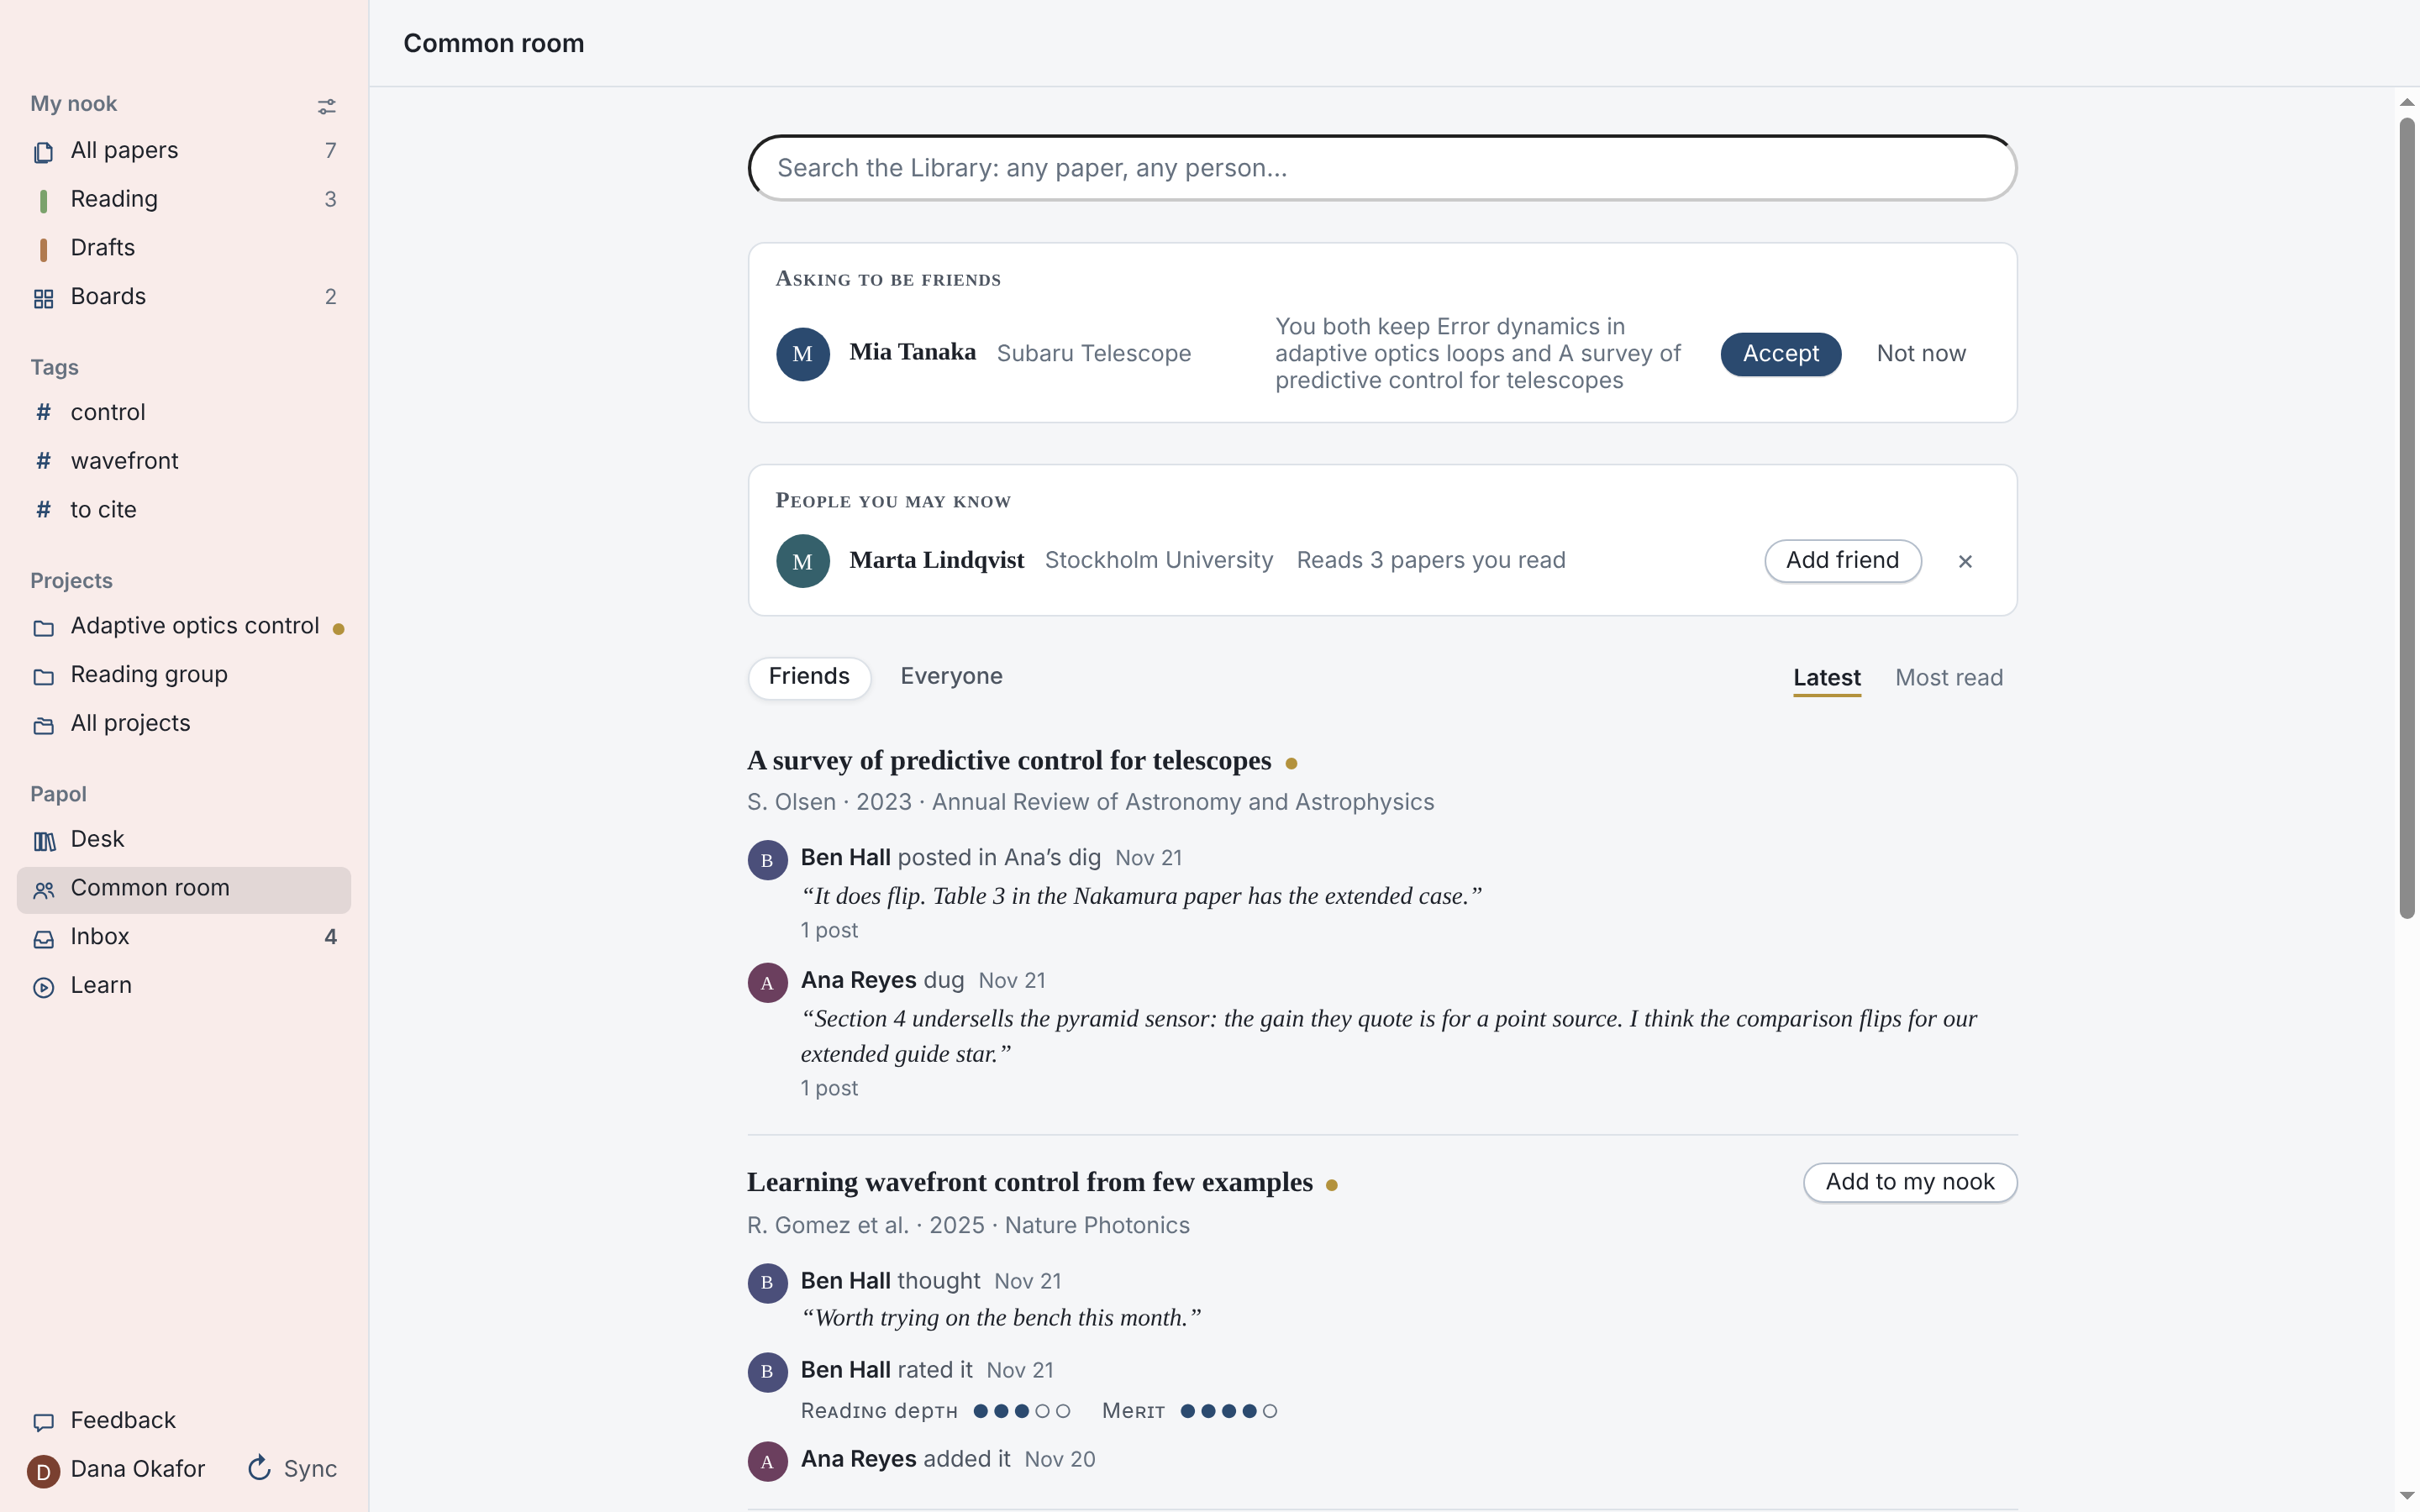 Common room
My nook
All papers 7
Reading 3
Drafts
Boards 2
Tags
# control
# wavefront
# to cite
Projects
Adaptive optics control
Reading group
All projects
Papol
Desk
Common room
Inbox 4
Learn
Feedback
D Dana Okafor Sync
Search the Library: any paper, any person...
Asking to be friends
M Mia Tanaka Subaru Telescope
You both keep Error dynamics in
adaptive optics loops and A survey of
predictive control for telescopes
Accept Not now
People you may know
M Marta Lindqvist Stockholm University Reads 3 papers you read Add friend ×
Friends Everyone Latest Most read
A survey of predictive control for telescopes
S. Olsen · 2023 · Annual Review of Astronomy and Astrophysics
B Ben Hall posted in Ana’s dig Nov 21
“It does flip. Table 3 in the Nakamura paper has the extended case.”
1 post
A Ana Reyes dug Nov 21
“Section 4 undersells the pyramid sensor: the gain they quote is for a point source. I think the comparison flips for our
extended guide star.”
1 post
Learning wavefront control from few examples Add to my nook
R. Gomez et al. · 2025 · Nature Photonics
B Ben Hall thought Nov 21
“Worth trying on the bench this month.”
B Ben Hall rated it Nov 21
Reading depth Merit
A Ana Reyes added it Nov 20